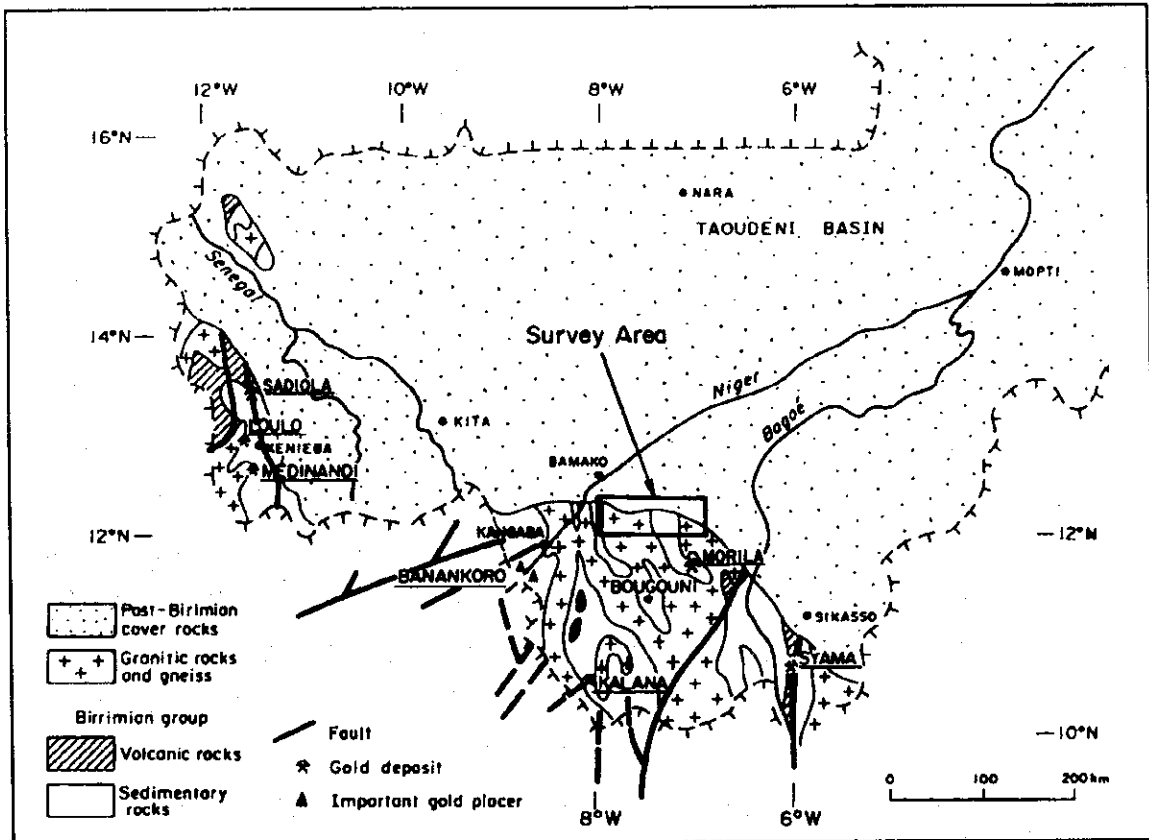 12°W
10°W
8°W
6°W
16°N
NARA
TAOUDENI BASIN
MOPTI
Senegal
14°N
Survey Area
SADIOLA
Niger
KITA
Bagoé
LOULO
KENIEBA
BAMAKO
MEDINANDI
12°N
KANGABA
12°N
MORILA
BANANKORO
BOUGOUNI
Post-Birimian
cover rocks
SIKASSO
Granitic rocks
and gneiss
SYAMA
KALANA
Birrimian group
Fault
10°N
Volcanic rocks
Gold deposit
Sedimentary
rocks
Important gold placer
0 100 200 km
8°W
6°W